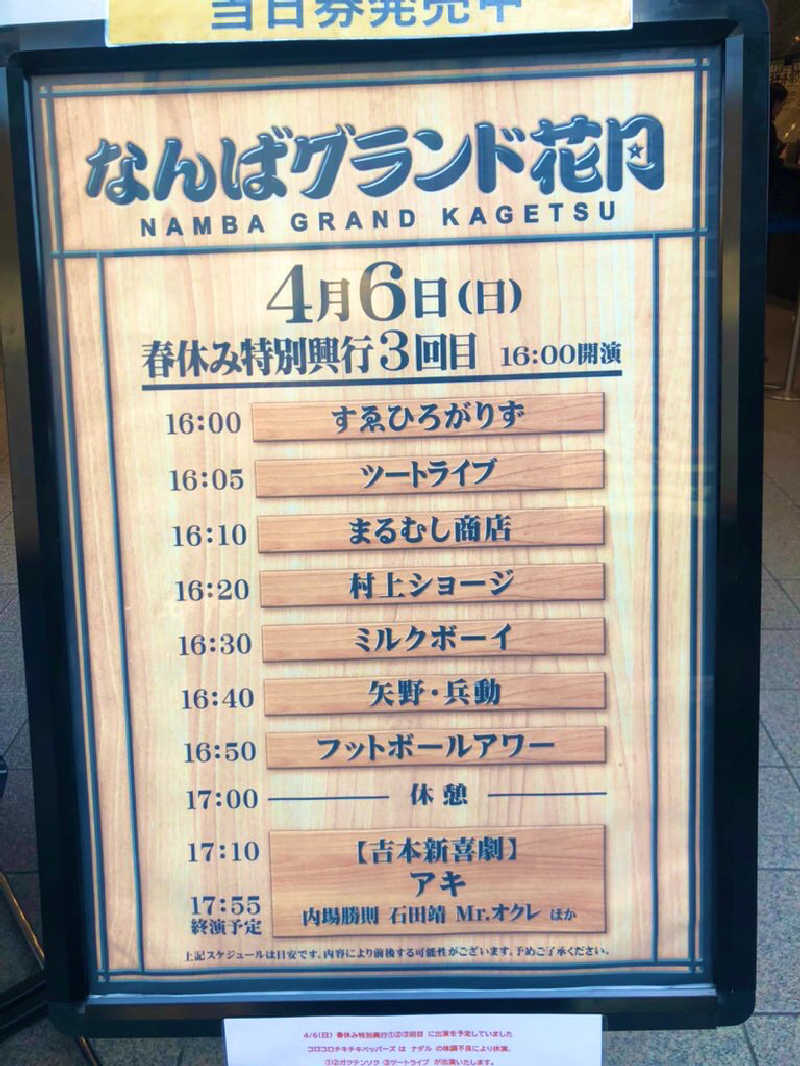 当日券発売中
なんばグランド花月
NAMBA GRAND KAGETSU
4月6日(日)
春休み特別興行3回目 16:00開演
16:00 すゑひろがりず
16:05 ツートライブ
16:10 まるむし商店
16:20 村上ショージ
16:30 ミルクボーイ
16:40 矢野・兵動
16:50 フットボールアワー
17:00 休憩
17:10 【吉本新喜劇】
アキ
17:55 内場勝則 石田靖 Mr.オクレ ほか
終演予定
上記スケジュールは目安です。内容により前後する可能性がございます。予めご了承ください。
4/6(日) 春休み特別興行①②③回目 に出演を予定していました
コロコロチキチキペッパーズ は ナダル の体調不良により休演、
①②ガクテンソク ③ツートライブ が出演いたします。